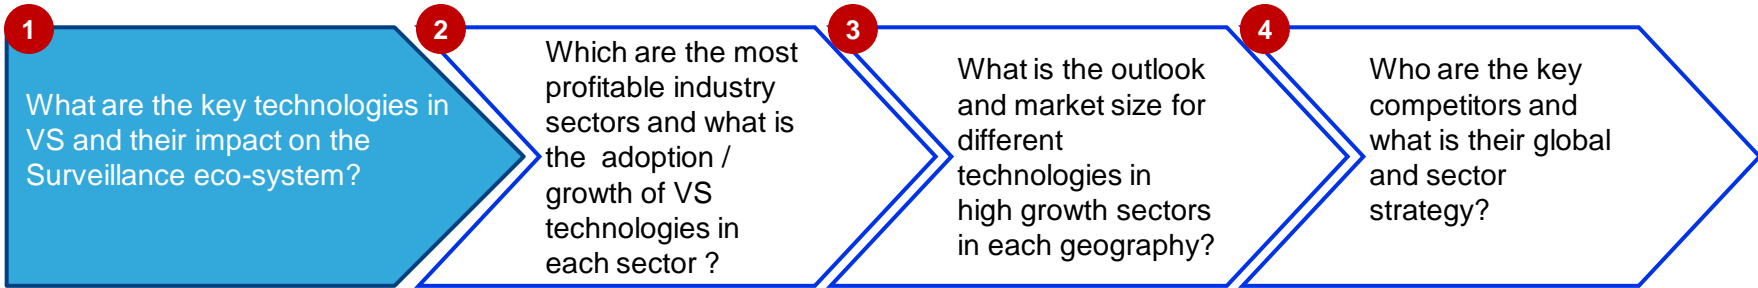 1
What are the key technologies in
VS and their impact on the
Surveillance eco-system?
2
Which are the most
profitable industry
sectors and what is
the  adoption /
growth of VS
technologies in
each sector ?
3
What is the outlook
and market size for
different
technologies in
high growth sectors
in each geography?
4
Who are the key
competitors and
what is their global
and sector
strategy?